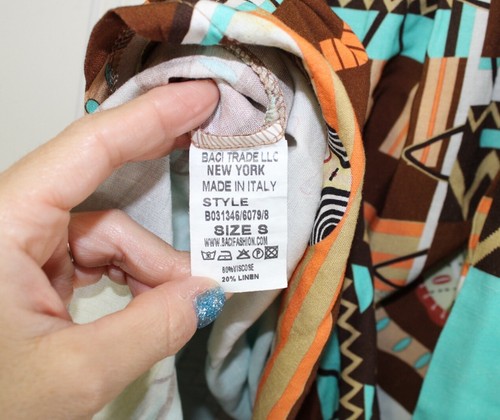 BACI TRADE LLC
NEW YORK
MADE IN ITALY
STYLE
B031346/6079/8
SIZE S
WWW.BACIFASHION.COM
80%VISCOSE
20% LINEN